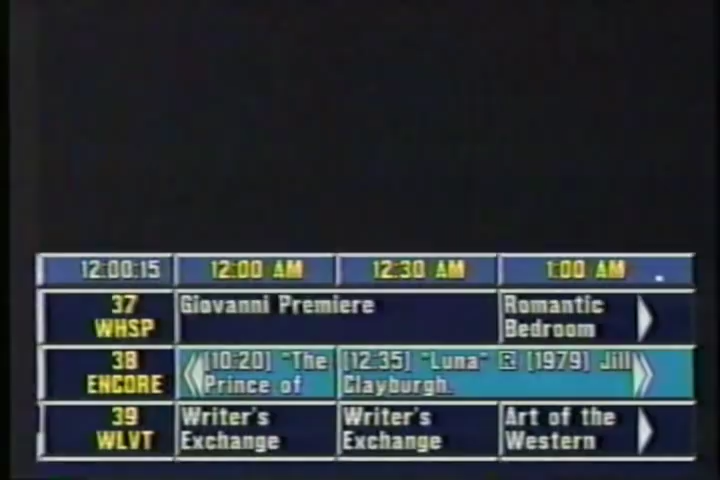 12:00:15 12:00 AM 12:30 AM 1:00 AM
37 WHSP
Giovanni Premiere
Romantic
Bedroom
38 ENCORE
[10:20] "The
Prince of
[12:35] "Luna" R [1979] Jill
Clayburgh.
39 WLVT
Writer's
Exchange
Writer's
Exchange
Art of the
Western